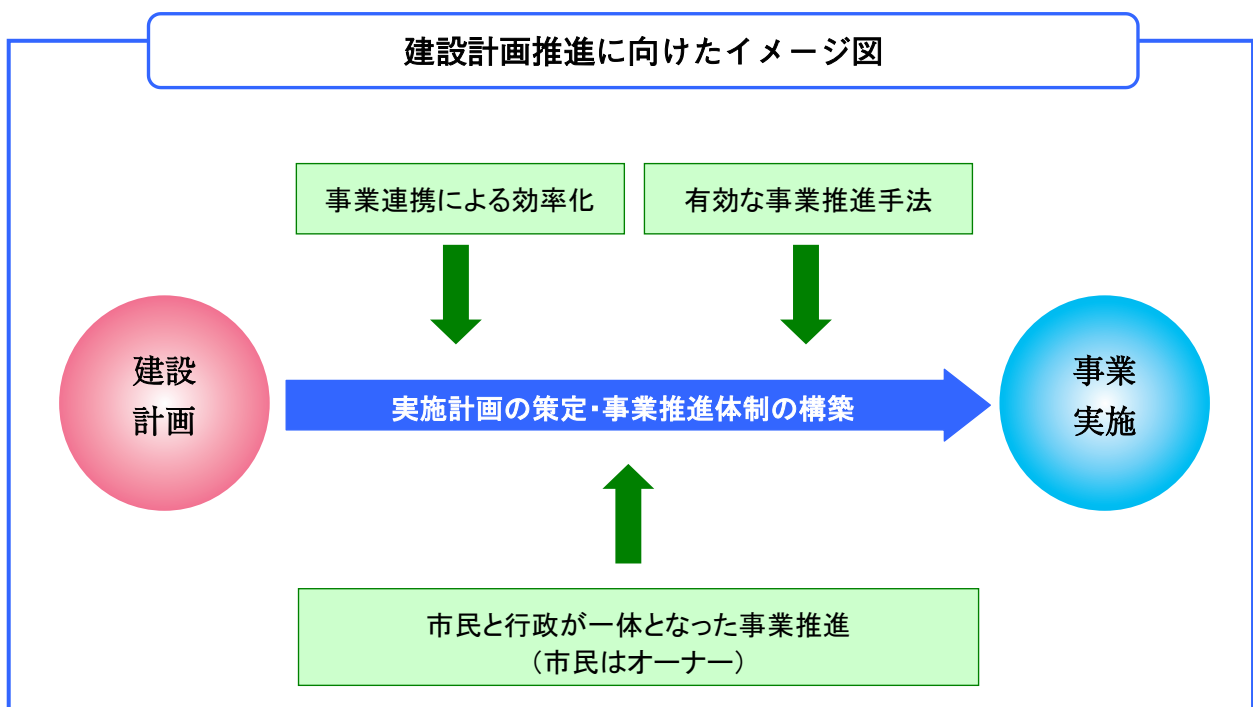 建設計画推進に向けたイメージ図
事業連携による効率化
有効な事業推進手法
建設
計画
実施計画の策定・事業推進体制の構築
事業
実施
市民と行政が一体となった事業推進
（市民はオーナー）